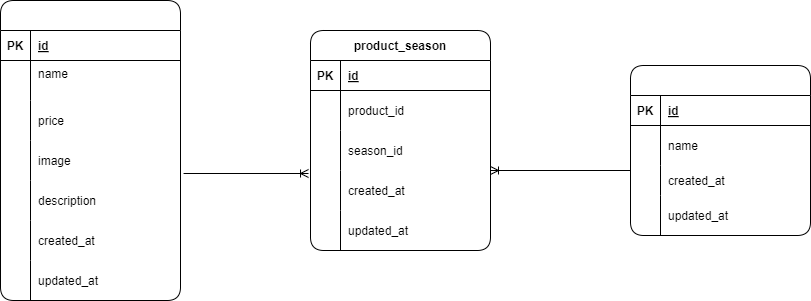 PK id
name
price
image
description
created_at
updated_at
product_season
PK id
product_id
season_id
created_at
updated_at
PK id
name
created_at
updated_at